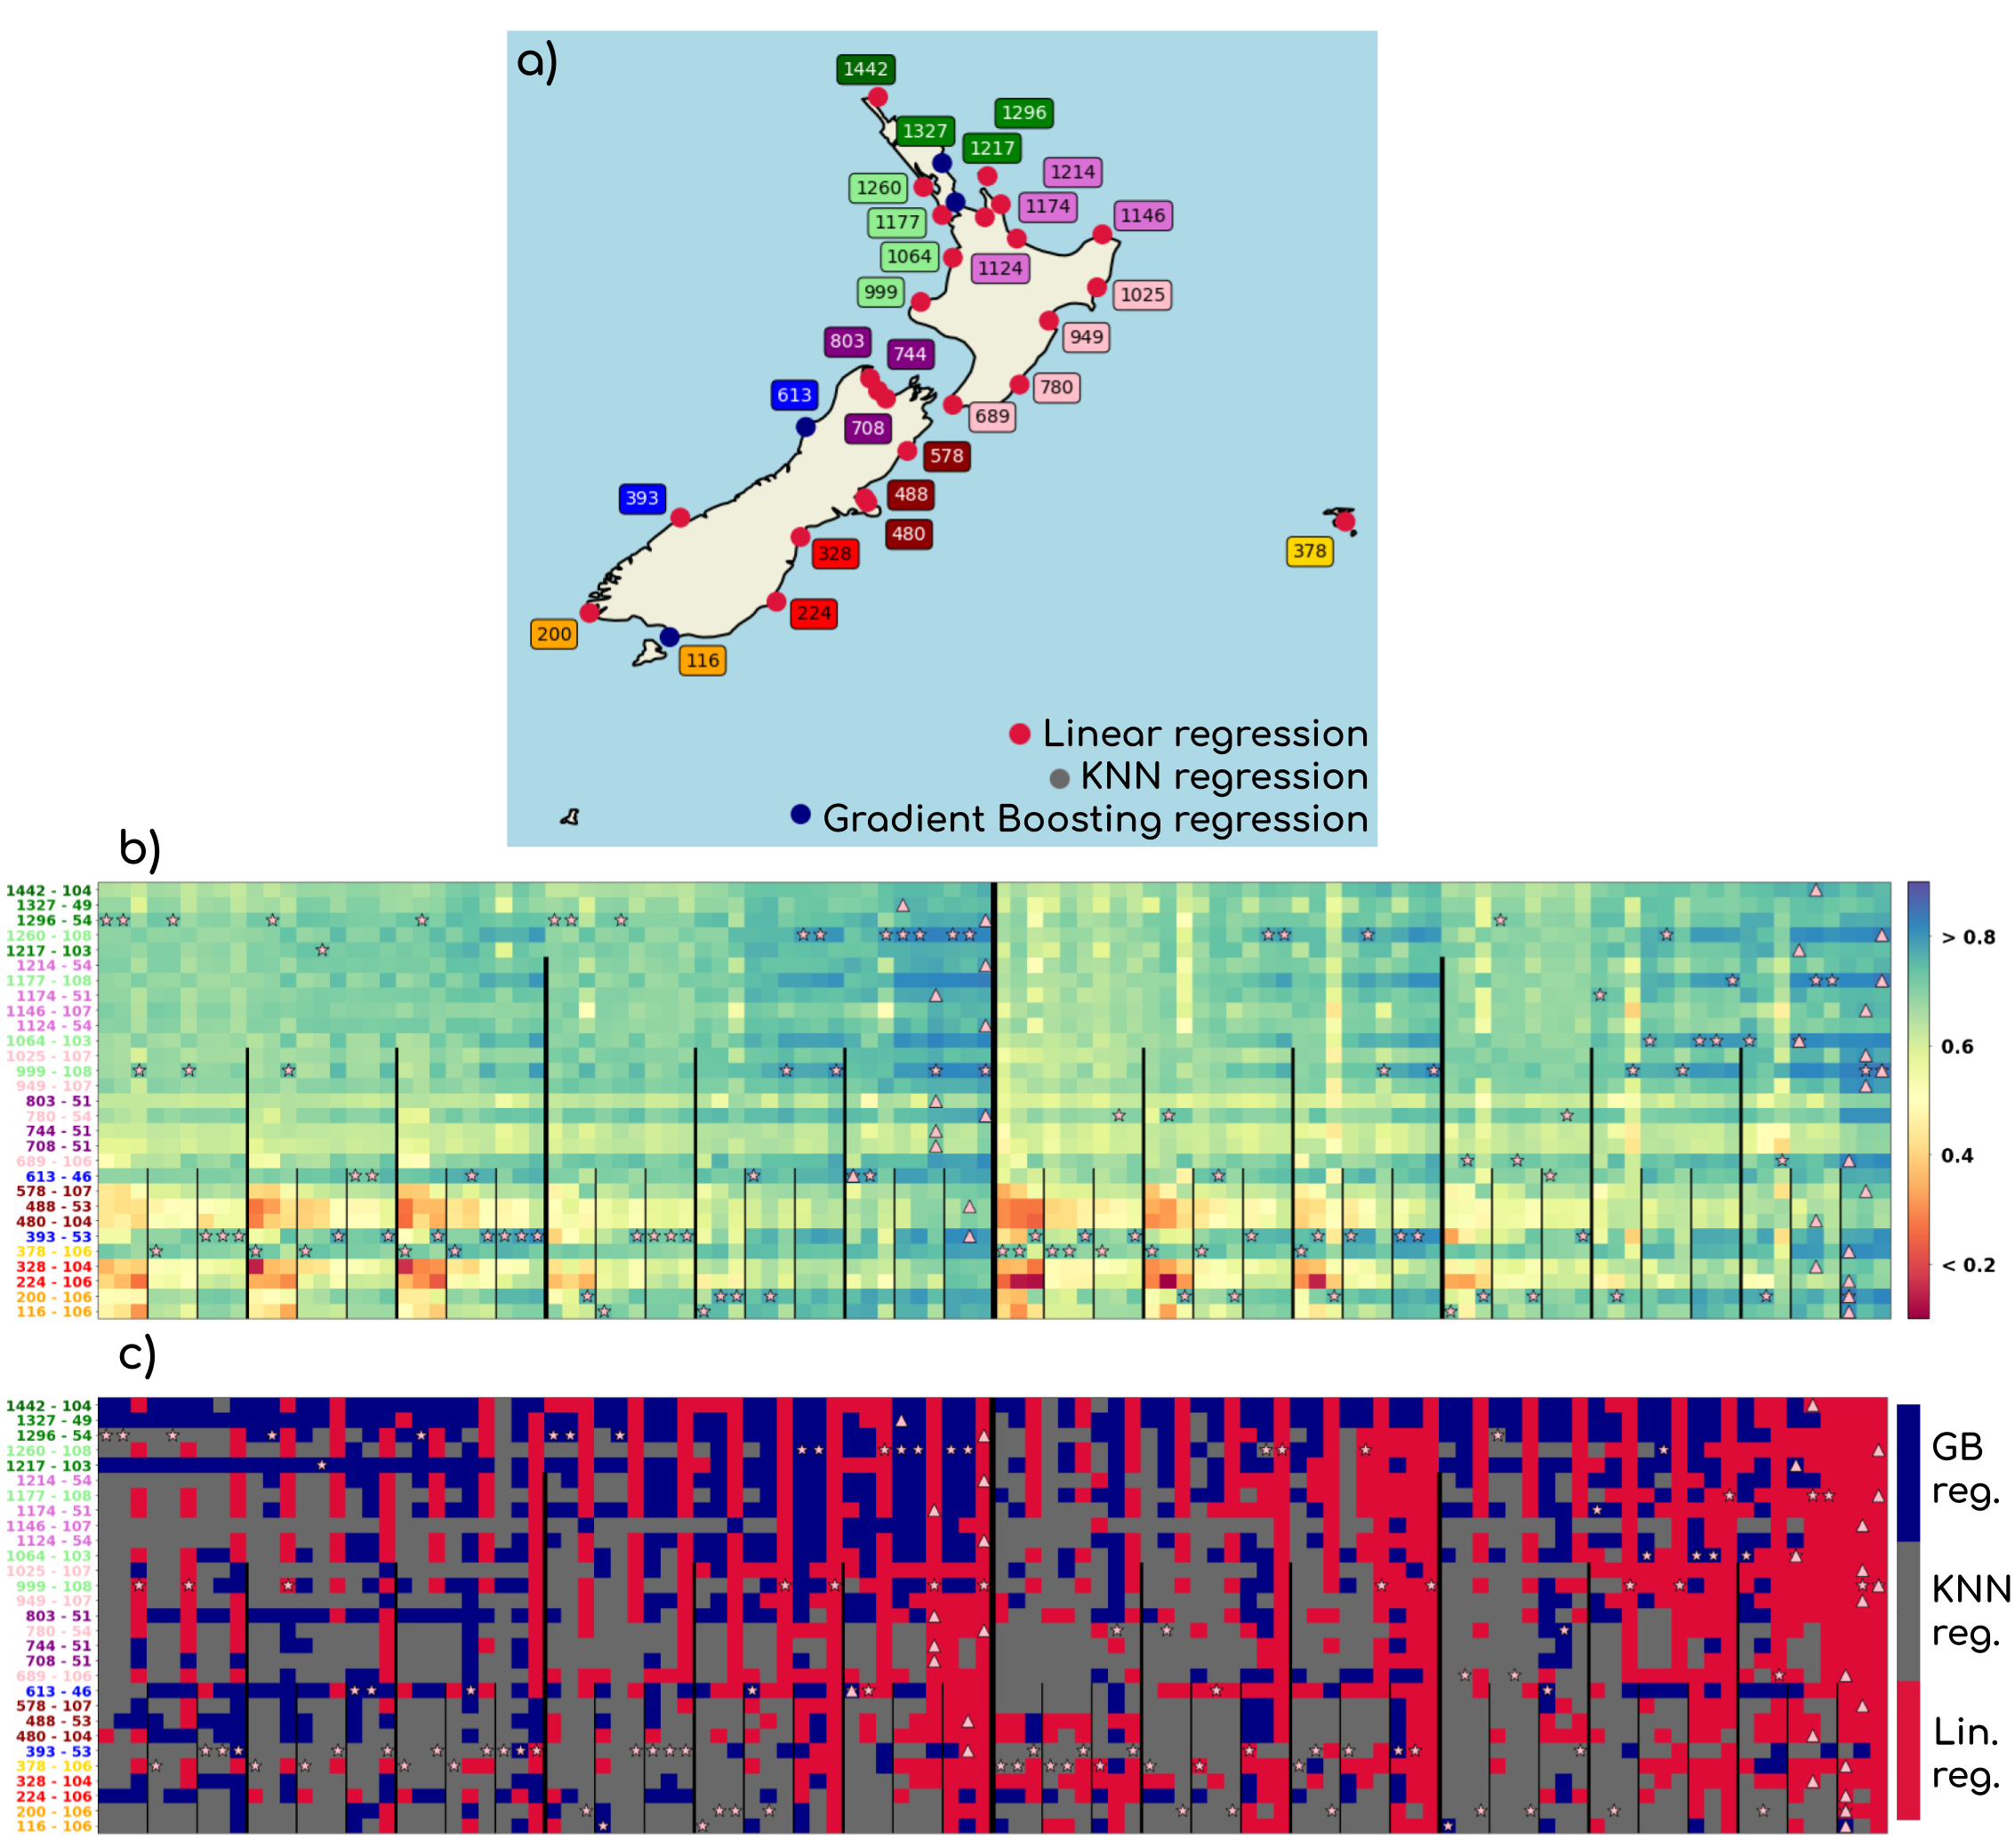 a)
1442
1296
1327
1217
1214
1260
1174
1146
1177
1064
1124
999
1025
949
803
744
780
613
689
708
578
393
488
480
328
378
224
200
116
Linear regression
KNN regression
Gradient Boosting regression
b)
1442 - 104
1327 - 49
1296 - 54
1260 - 108
1217 - 103
1214 - 54
1177 - 108
1174 - 51
1146 - 107
1124 - 54
1064 - 103
1025 - 107
999 - 108
949 - 107
803 - 51
780 - 54
744 - 51
708 - 51
689 - 106
613 - 46
578 - 107
488 - 53
480 - 104
393 - 53
378 - 106
328 - 104
224 - 106
200 - 106
116 - 106
> 0.8
0.6
0.4
< 0.2
c)
1442 - 104
1327 - 49
1296 - 54
1260 - 108
1217 - 103
1214 - 54
1177 - 108
1174 - 51
1146 - 107
1124 - 54
1064 - 103
1025 - 107
999 - 108
949 - 107
803 - 51
780 - 54
744 - 51
708 - 51
689 - 106
613 - 46
578 - 107
488 - 53
480 - 104
393 - 53
378 - 106
328 - 104
224 - 106
200 - 106
116 - 106
GB
reg.
KNN
reg.
Lin.
reg.